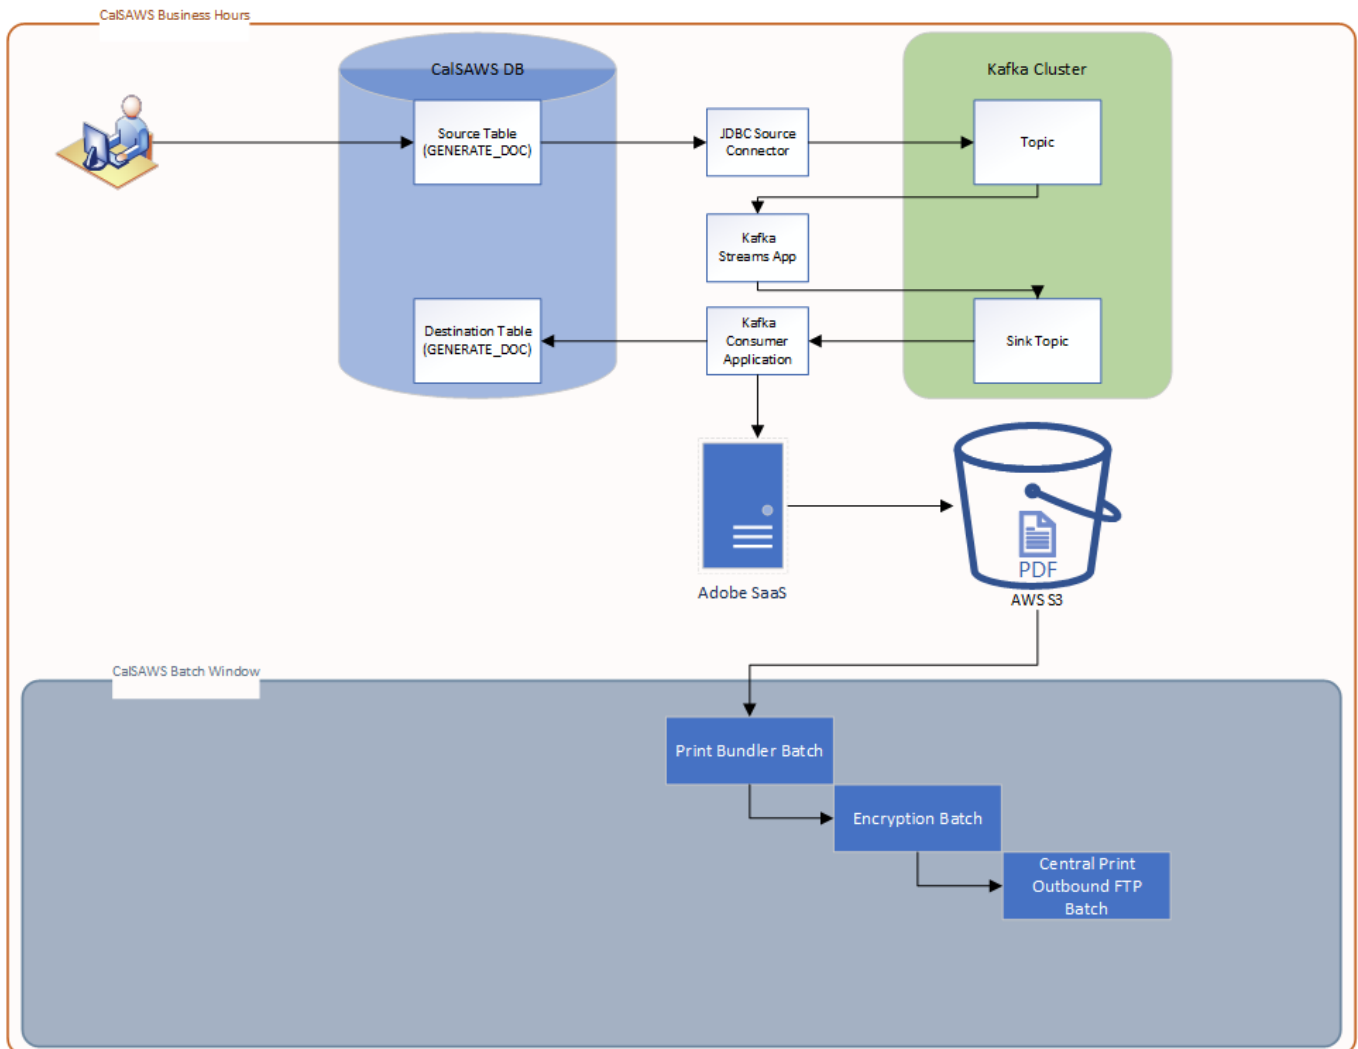 CalSAWS Business Hours
CalSAWS DB
Kafka Cluster
Source Table
(GENERATE_DOC)
JDBC Source
Connector
Topic
Kafka
Streams App
Destination Table
(GENERATE_DOC)
Kafka
Consumer
Application
Sink Topic
Adobe SaaS
PDF
AWS S3
CalSAWS Batch Window
Print Bundler Batch
Encryption Batch
Central Print
Outbound FTP
Batch